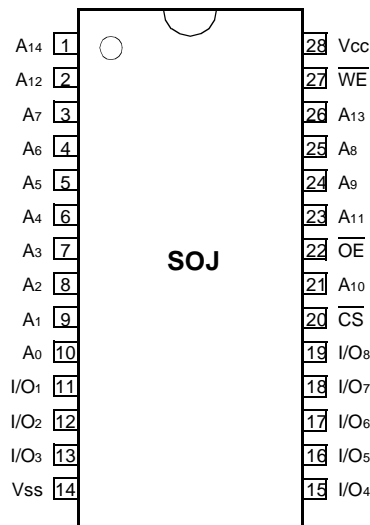 A14 1 28 Vcc
A12 2 27 WE
A7 3 26 A13
A6 4 25 A8
A5 5 24 A9
A4 6 23 A11
A3 7 SOJ 22 OE
A2 8 21 A10
A1 9 20 CS
A0 10 19 I/O8
I/O1 11 18 I/O7
I/O2 12 17 I/O6
I/O3 13 16 I/O5
Vss 14 15 I/O4